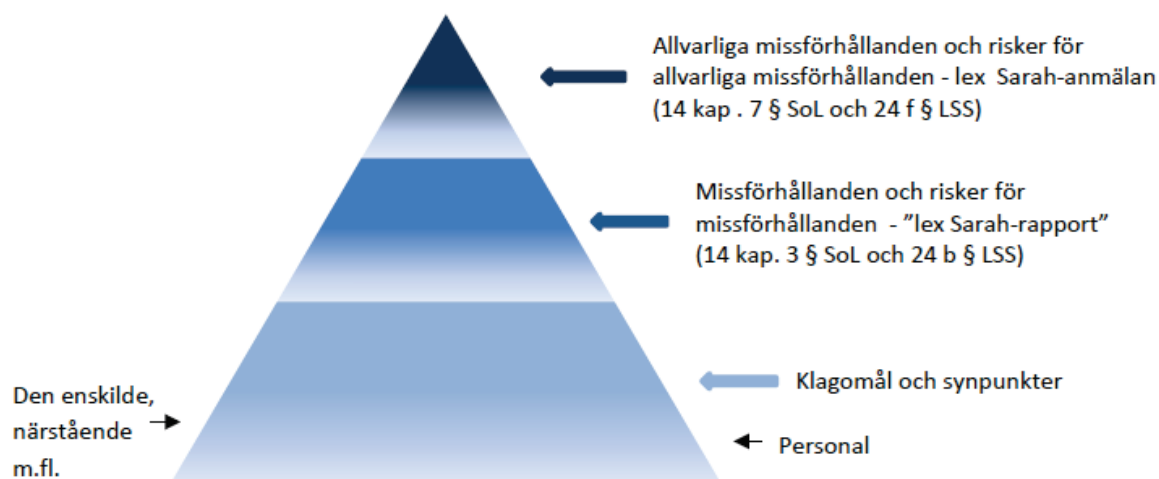 Allvarliga missförhållanden och risker för
allvarliga missförhållanden - lex Sarah-anmälan
(14 kap . 7 § SoL och 24 f § LSS)
Missförhållanden och risker för
missförhållanden - ”lex Sarah-rapport”
(14 kap. 3 § SoL och 24 b § LSS)
Klagomål och synpunkter
Den enskilde,
närstående
m.fl.
Personal